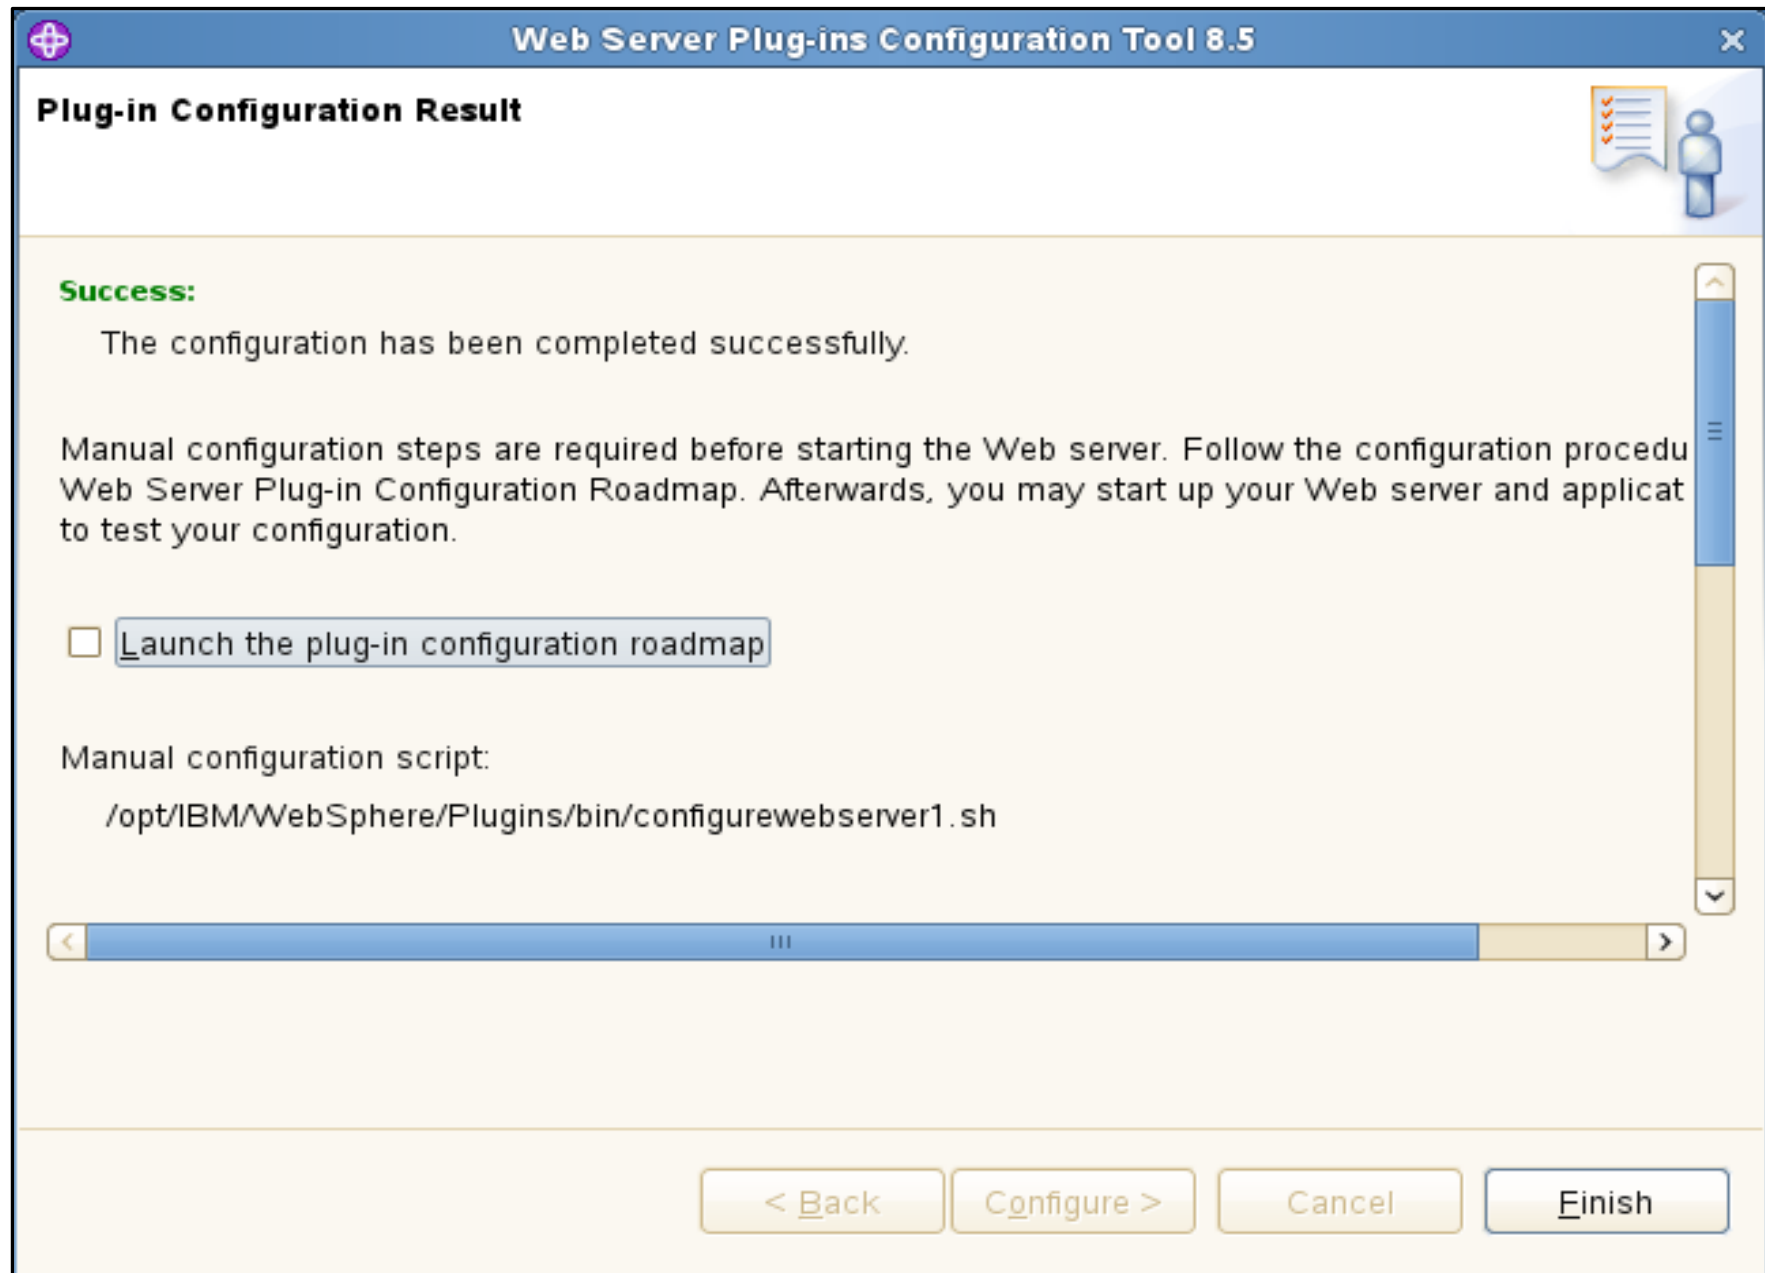 Web Server Plug-ins Configuration Tool 8.5
Plug-in Configuration Result
Success:
The configuration has been completed successfully.
Manual configuration steps are required before starting the Web server. Follow the configuration procedu
Web Server Plug-in Configuration Roadmap. Afterwards, you may start up your Web server and applicat
to test your configuration.
Launch the plug-in configuration roadmap
Manual configuration script:
/opt/IBM/WebSphere/Plugins/bin/configurewebserver1.sh
< Back
Configure >
Cancel
Finish